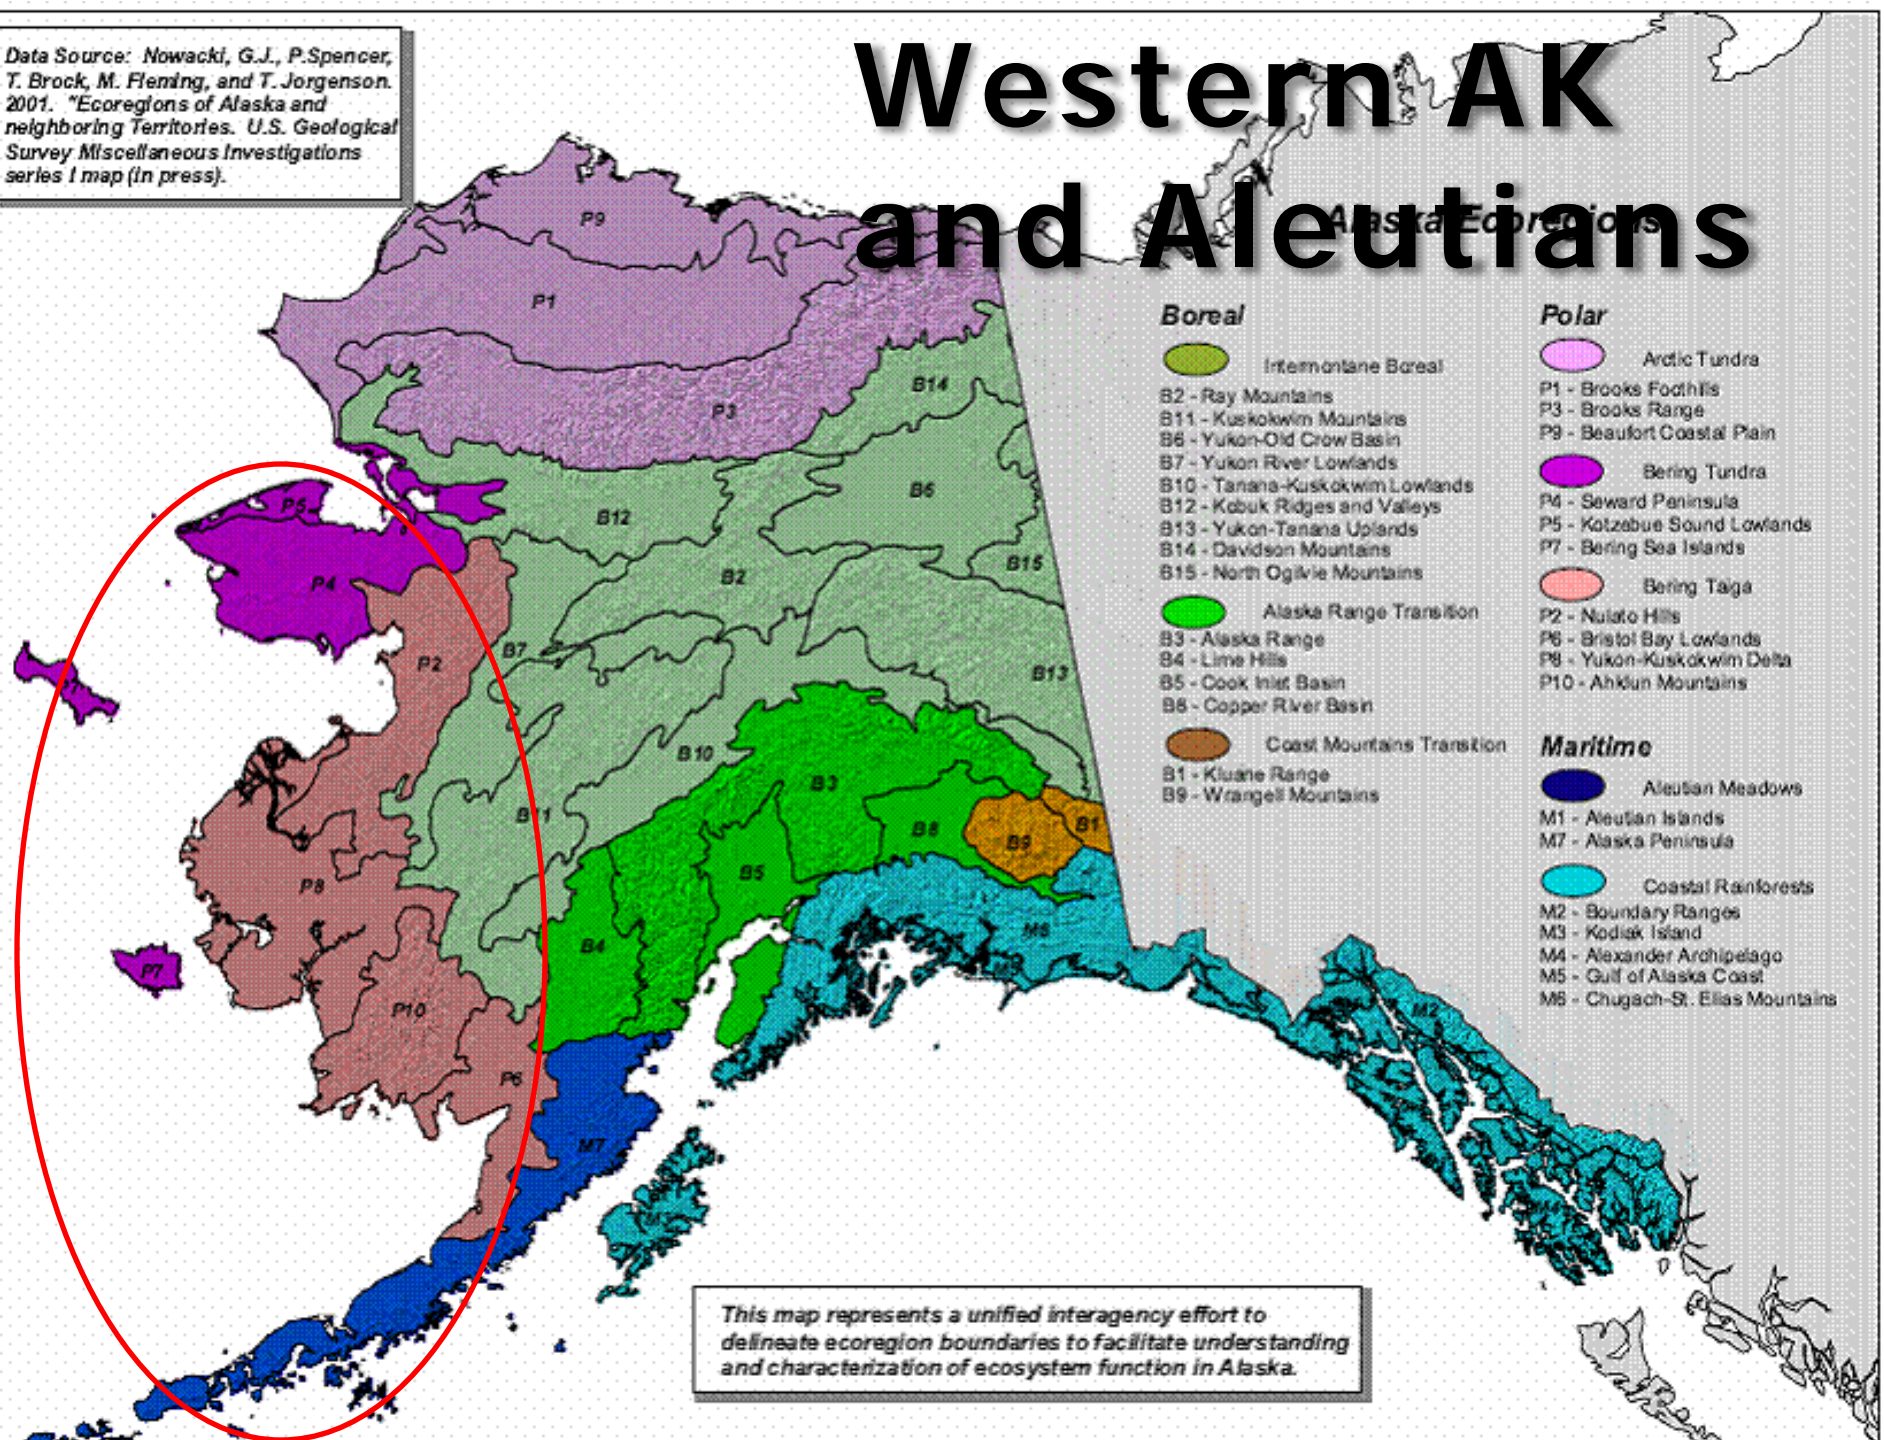 Data Source: Nowacki, G.J., P.Spencer,
T. Brock, M. Fleming, and T. Jorgenson.
2001. "Ecoregions of Alaska and
neighboring Territories. U.S. Geological
Survey Miscellaneous Investigations
series I map (in press).
Western AK
and Aleutians
Alaska Ecoregions
Boreal
Intermontane Boreal
B2 - Ray Mountains
B11 - Kuskokwim Mountains
B6 - Yukon-Old Crow Basin
B7 - Yukon River Lowlands
B10 - Tanana-Kuskokwim Lowlands
B12 - Kobuk Ridges and Valleys
B13 - Yukon-Tanana Uplands
B14 - Davidson Mountains
B15 - North Ogilvie Mountains
Alaska Range Transition
B3 - Alaska Range
B4 - Lime Hills
B5 - Cook Inlet Basin
B8 - Copper River Basin
Coast Mountains Transition
B1 - Kluane Range
B9 - Wrangell Mountains
Polar
Arctic Tundra
P1 - Brooks Foothills
P3 - Brooks Range
P9 - Beaufort Coastal Plain
Bering Tundra
P4 - Seward Peninsula
P5 - Kotzebue Sound Lowlands
P7 - Bering Sea Islands
Bering Taiga
P2 - Nulato Hills
P6 - Bristol Bay Lowlands
P8 - Yukon-Kuskokwim Delta
P10 - Ahklun Mountains
Maritime
Aleutian Meadows
M1 - Aleutian Islands
M7 - Alaska Peninsula
Coastal Rainforests
M2 - Boundary Ranges
M3 - Kodiak Island
M4 - Alexander Archipelago
M5 - Gulf of Alaska Coast
M6 - Chugach-St. Elias Mountains
P9
P1
P3
B14
P5
B12
B6
P4
B2
B15
P2
B7
B13
B10
B3
B11
B8
B9
B1
P8
B5
B4
M6
P7
P10
M2
P6
M7
This map represents a unified interagency effort to
delineate ecoregion boundaries to facilitate understanding
and characterization of ecosystem function in Alaska.